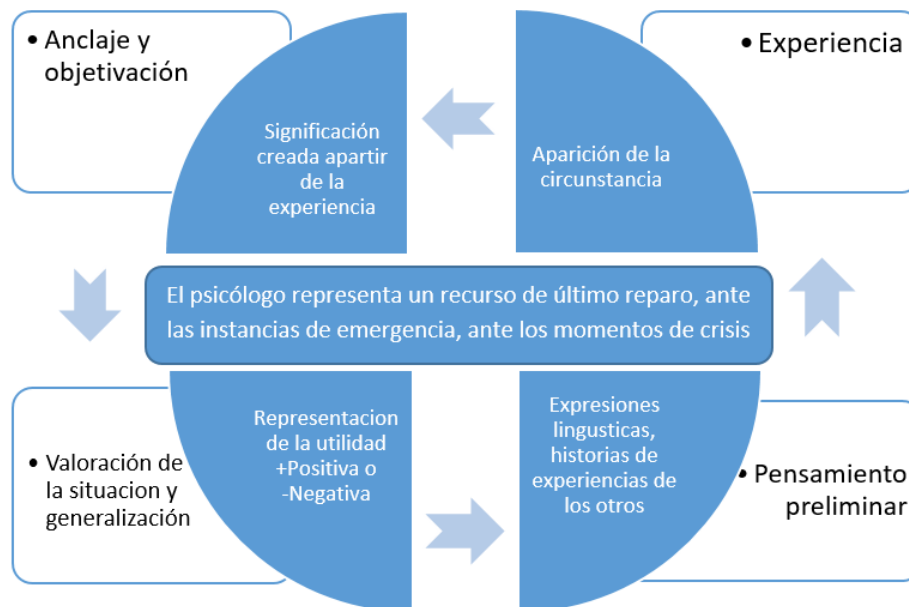 • Anclaje y
objetivación
• Experiencia
Significación
creada apartir
de la
experiencia
Aparición de la
circunstancia
El psicólogo representa un recurso de último reparo, ante
las instancias de emergencia, ante los momentos de crisis
Representacion
de la utilidad
+Positiva o
-Negativa
Expresiones
lingusticas,
historias de
experiencias de
los otros
• Valoración de
la situacion y
generalización
• Pensamiento
preliminar